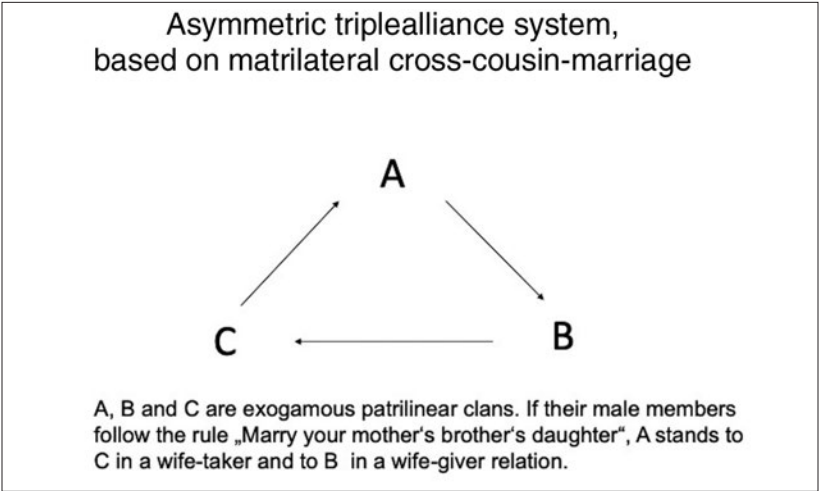 Asymmetric triplealliance system,
based on matrilateral cross-cousin-marriage
A
C
B
A, B and C are exogamous patrilinear clans. If their male members
follow the rule „Marry your mother‘s brother‘s daughter“, A stands to
C in a wife-taker and to B in a wife-giver relation.